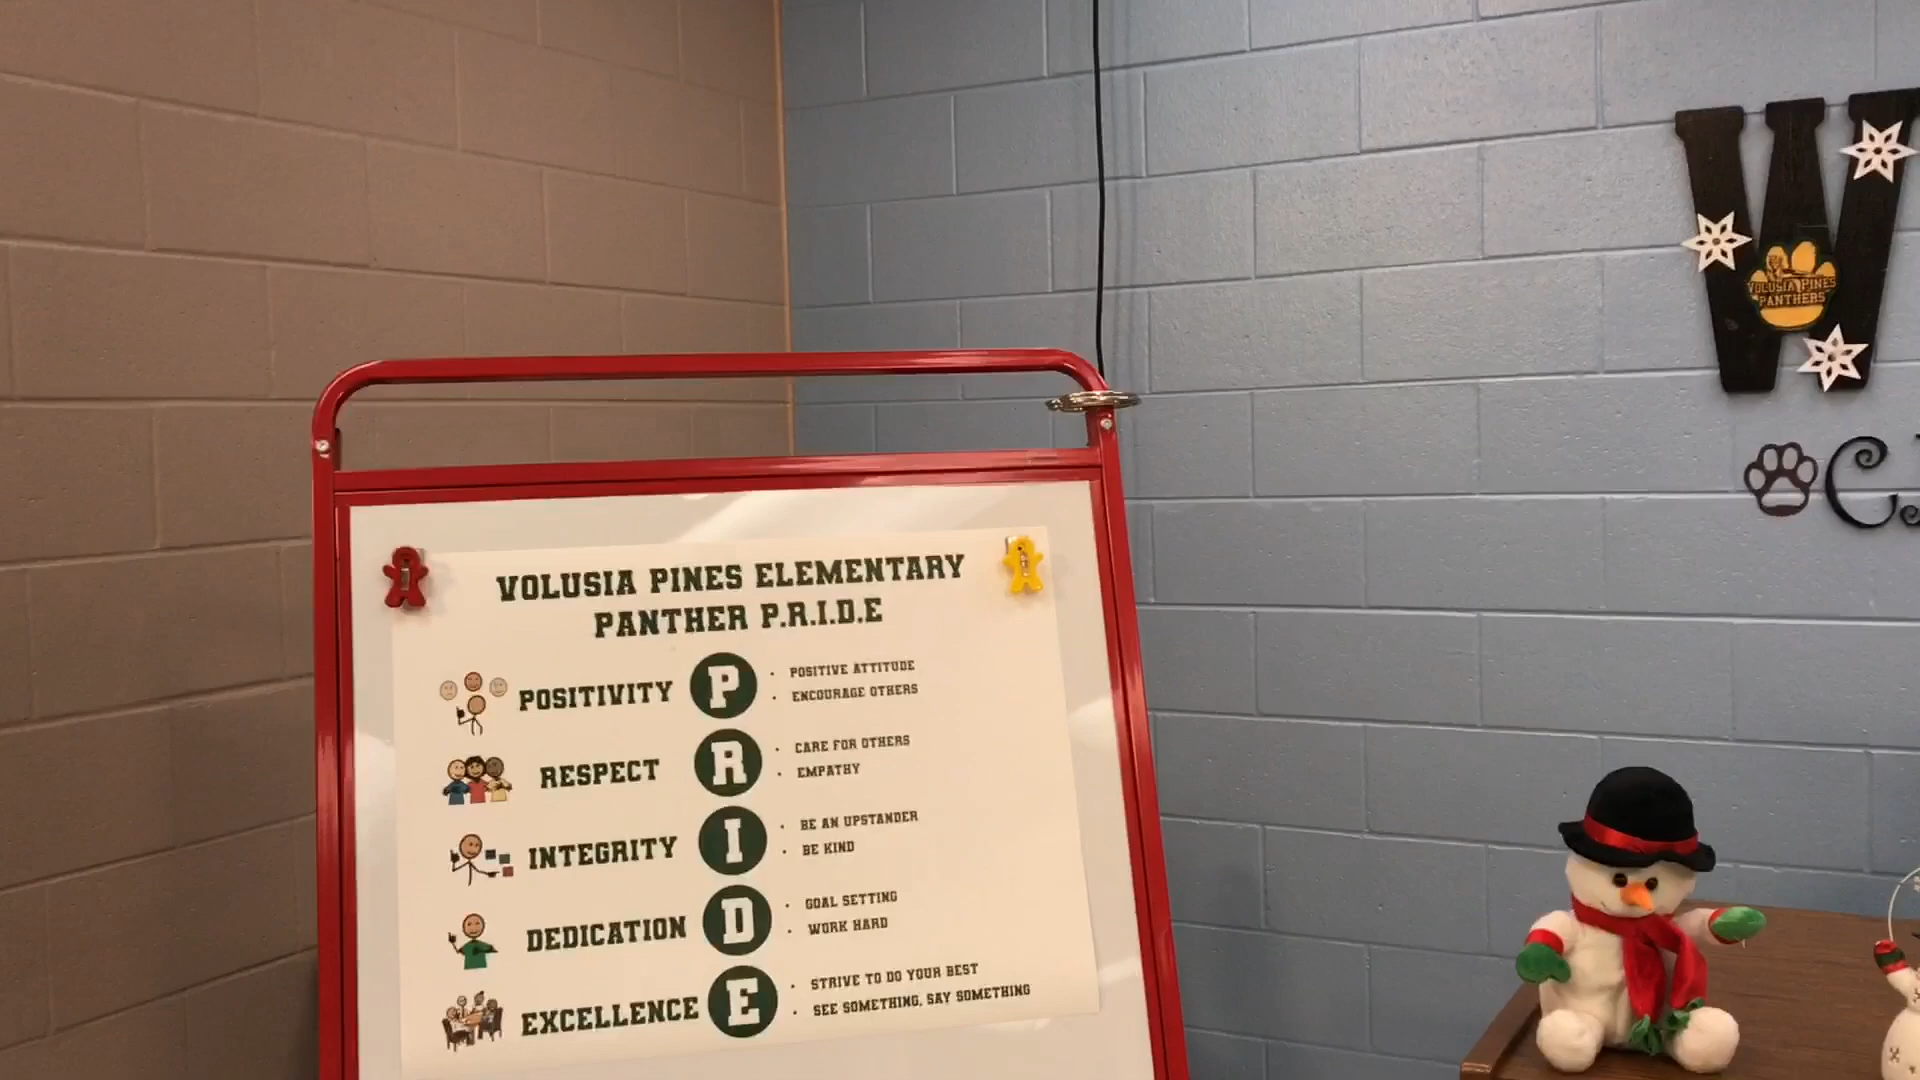 VOLUSIA PINES ELEMENTARY
PANTHER P.R.I.D.E
POSITIVITY P
• POSITIVE ATTITUDE
• ENCOURAGE OTHERS
RESPECT R
• CARE FOR OTHERS
• EMPATHY
INTEGRITY I
• BE AN UPSTANDER
• BE KIND
DEDICATION D
• GOAL SETTING
• WORK HARD
EXCELLENCE E
• STRIVE TO DO YOUR BEST
• SEE SOMETHING, SAY SOMETHING
W
VOLUSIA PINES
PANTHERS